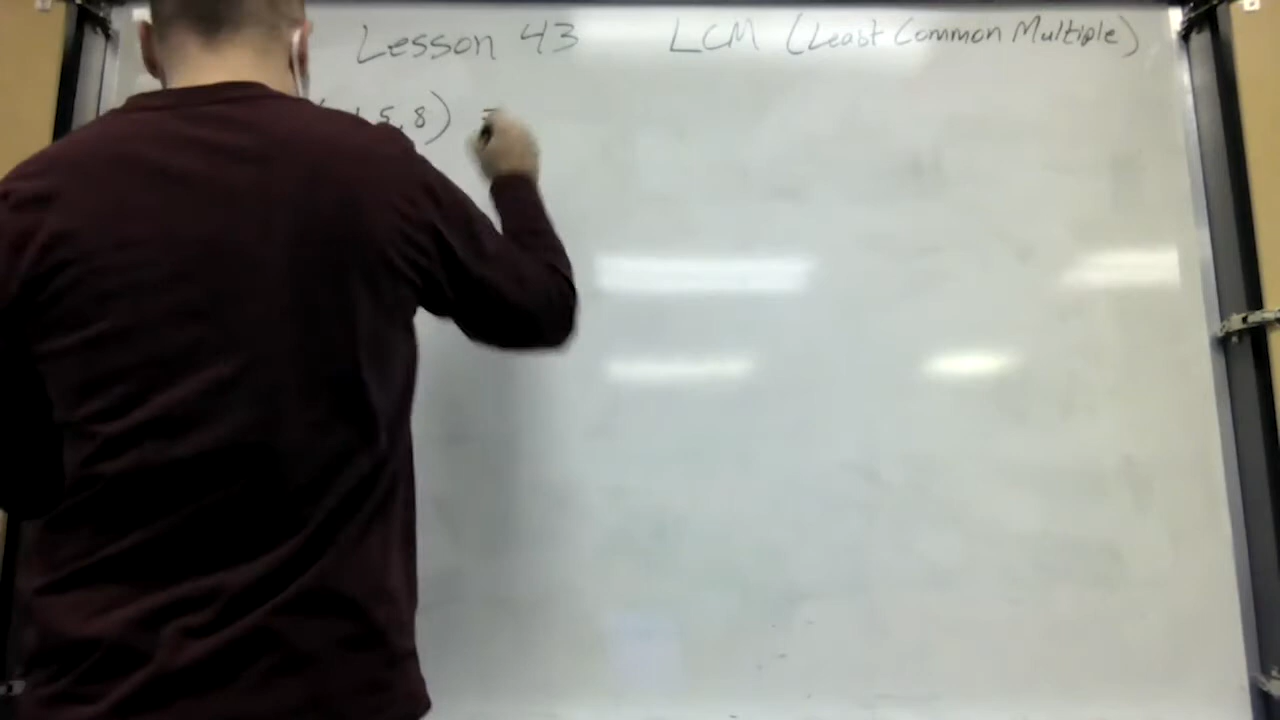 Lesson 43 LCM (Least Common Multiple)
5, 8) =